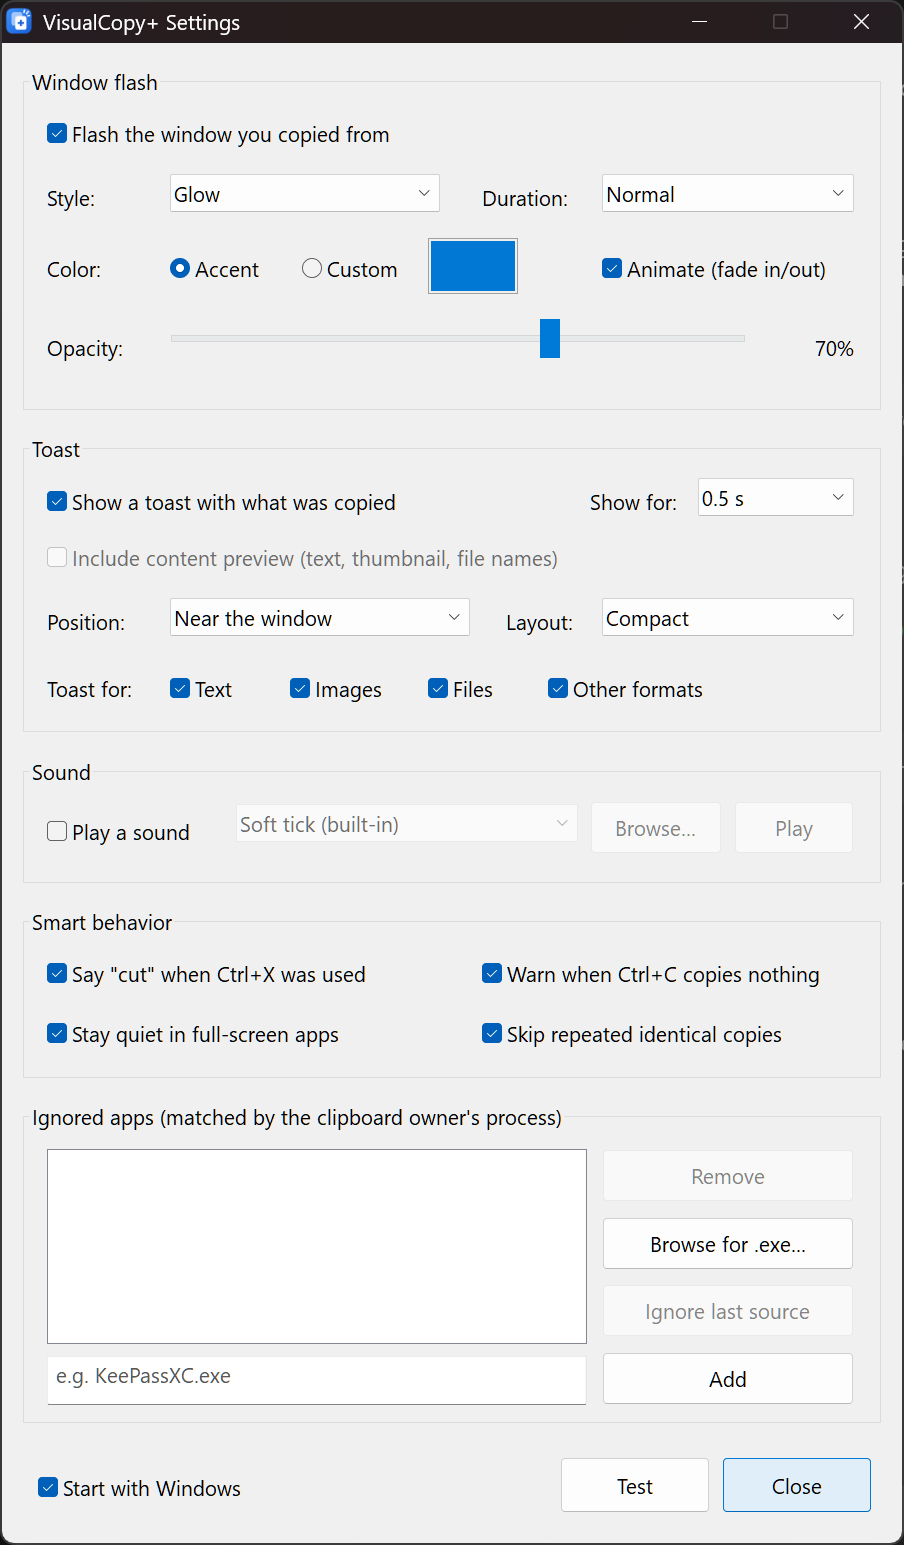 VisualCopy+ Settings
Window flash
Flash the window you copied from
Style: Glow Duration: Normal
Color: Accent Custom Animate (fade in/out)
Opacity: 70%
Toast
Show a toast with what was copied Show for: 0.5 s
Include content preview (text, thumbnail, file names)
Position: Near the window Layout: Compact
Toast for: Text Images Files Other formats
Sound
Play a sound Soft tick (built-in) Browse... Play
Smart behavior
Say "cut" when Ctrl+X was used Warn when Ctrl+C copies nothing
Stay quiet in full-screen apps Skip repeated identical copies
Ignored apps (matched by the clipboard owner's process)
Remove
Browse for .exe...
Ignore last source
e.g. KeePassXC.exe Add
Start with Windows Test Close